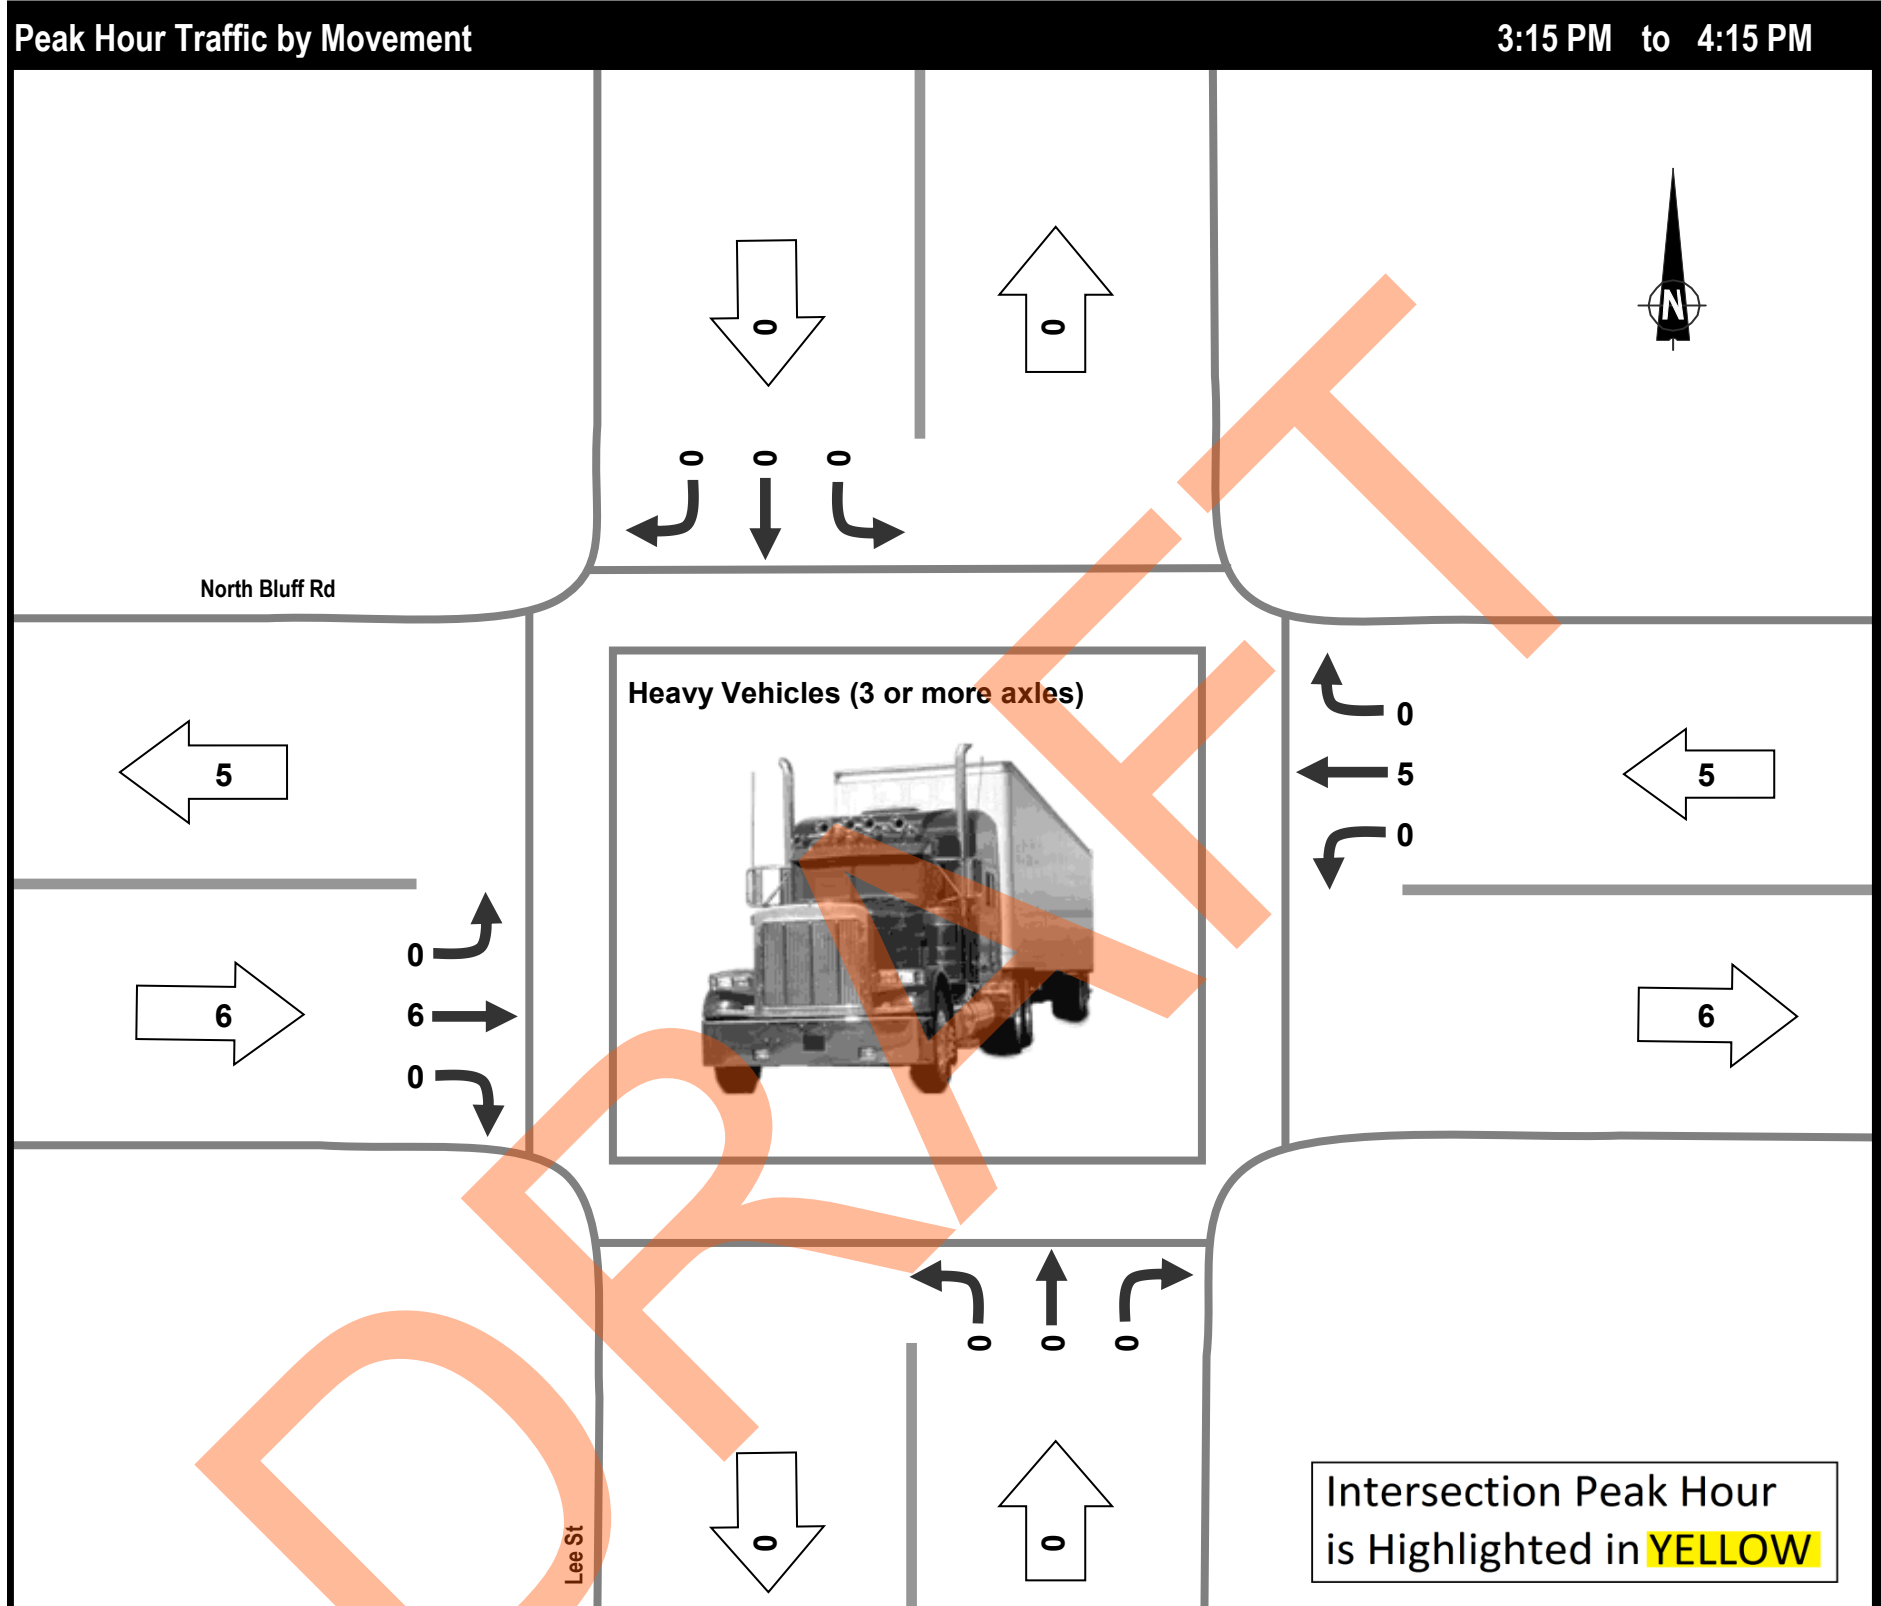 Peak Hour Traffic by Movement
3:15 PM to 4:15 PM
0
0
N
0 0 0
North Bluff Rd
Heavy Vehicles (3 or more axles)
0
5
5
5
0
0
6
6
6
0
0 0 0
DRAFT
Lee St
0
0
Intersection Peak Hour
is Highlighted in YELLOW